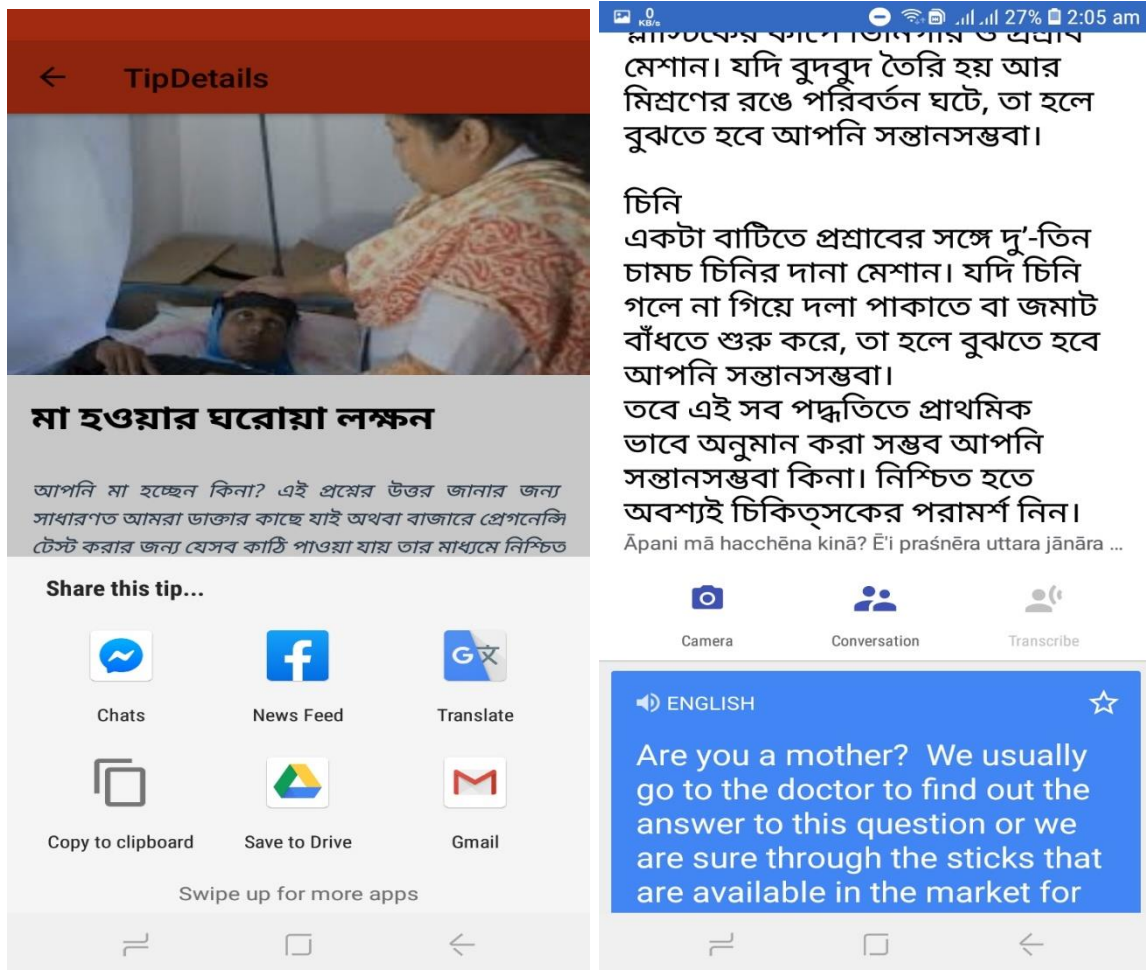 TipDetails
মা হওয়ার ঘরোয়া লক্ষন
আপনি মা হচ্ছেন কিনা? এই প্রশ্নের উত্তর জানার জন্য
সাধারণত আমরা ডাক্তার কাছে যাই অথবা বাজারে প্রেগনেন্সি
টেস্ট করার জন্য যেসব কাঠি পাওয়া যায় তার মাধ্যমে নিশ্চিত
Share this tip...
Chats
News Feed
Translate
Copy to clipboard
Save to Drive
Gmail
Swipe up for more apps
0 KB/s
27% 2:05 am
প্লাস্টিকের কাপে ভিনিগার ও প্রশ্রাব
মেশান। যদি বুদবুদ তৈরি হয় আর
মিশ্রণের রঙে পরিবর্তন ঘটে, তা হলে
বুঝতে হবে আপনি সন্তানসম্ভবা।
চিনি
একটা বাটিতে প্রশ্রাবের সঙ্গে দু’-তিন
চামচ চিনির দানা মেশান। যদি চিনি
গলে না গিয়ে দলা পাকাতে বা জমাট
বাঁধতে শুরু করে, তা হলে বুঝতে হবে
আপনি সন্তানসম্ভবা।
তবে এই সব পদ্ধতিতে প্রাথমিক
ভাবে অনুমান করা সম্ভব আপনি
সন্তানসম্ভবা কিনা। নিশ্চিত হতে
অবশ্যই চিকিত্সকের পরামর্শ নিন।
Āpani mā hacchēna kinā? Ē'i praśnēra uttara jānāra ...
Camera
Conversation
Transcribe
ENGLISH
Are you a mother? We usually
go to the doctor to find out the
answer to this question or we
are sure through the sticks that
are available in the market for